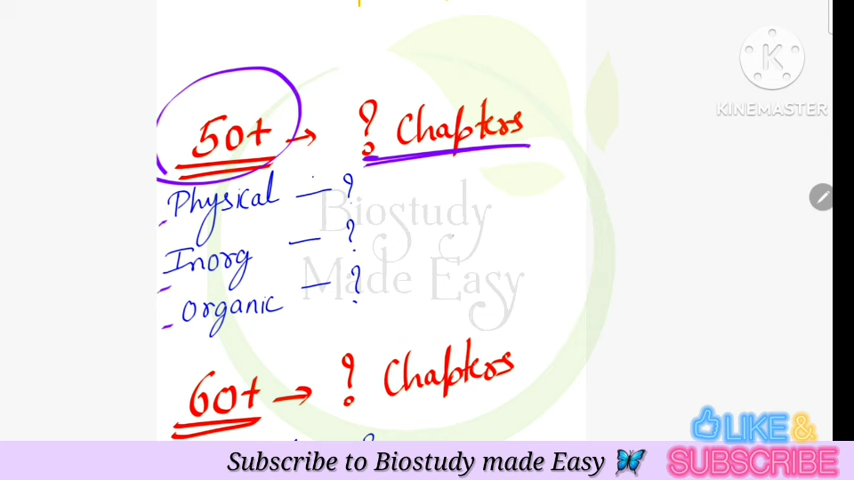 KINEMASTER
50+ → ? Chapters
Physical — ?
Inorg — ?
Organic — ?
Biostudy
Made Easy
60+ → ? Chapters
LIKE &
SUBSCRIBE
Subscribe to Biostudy made Easy 🦋